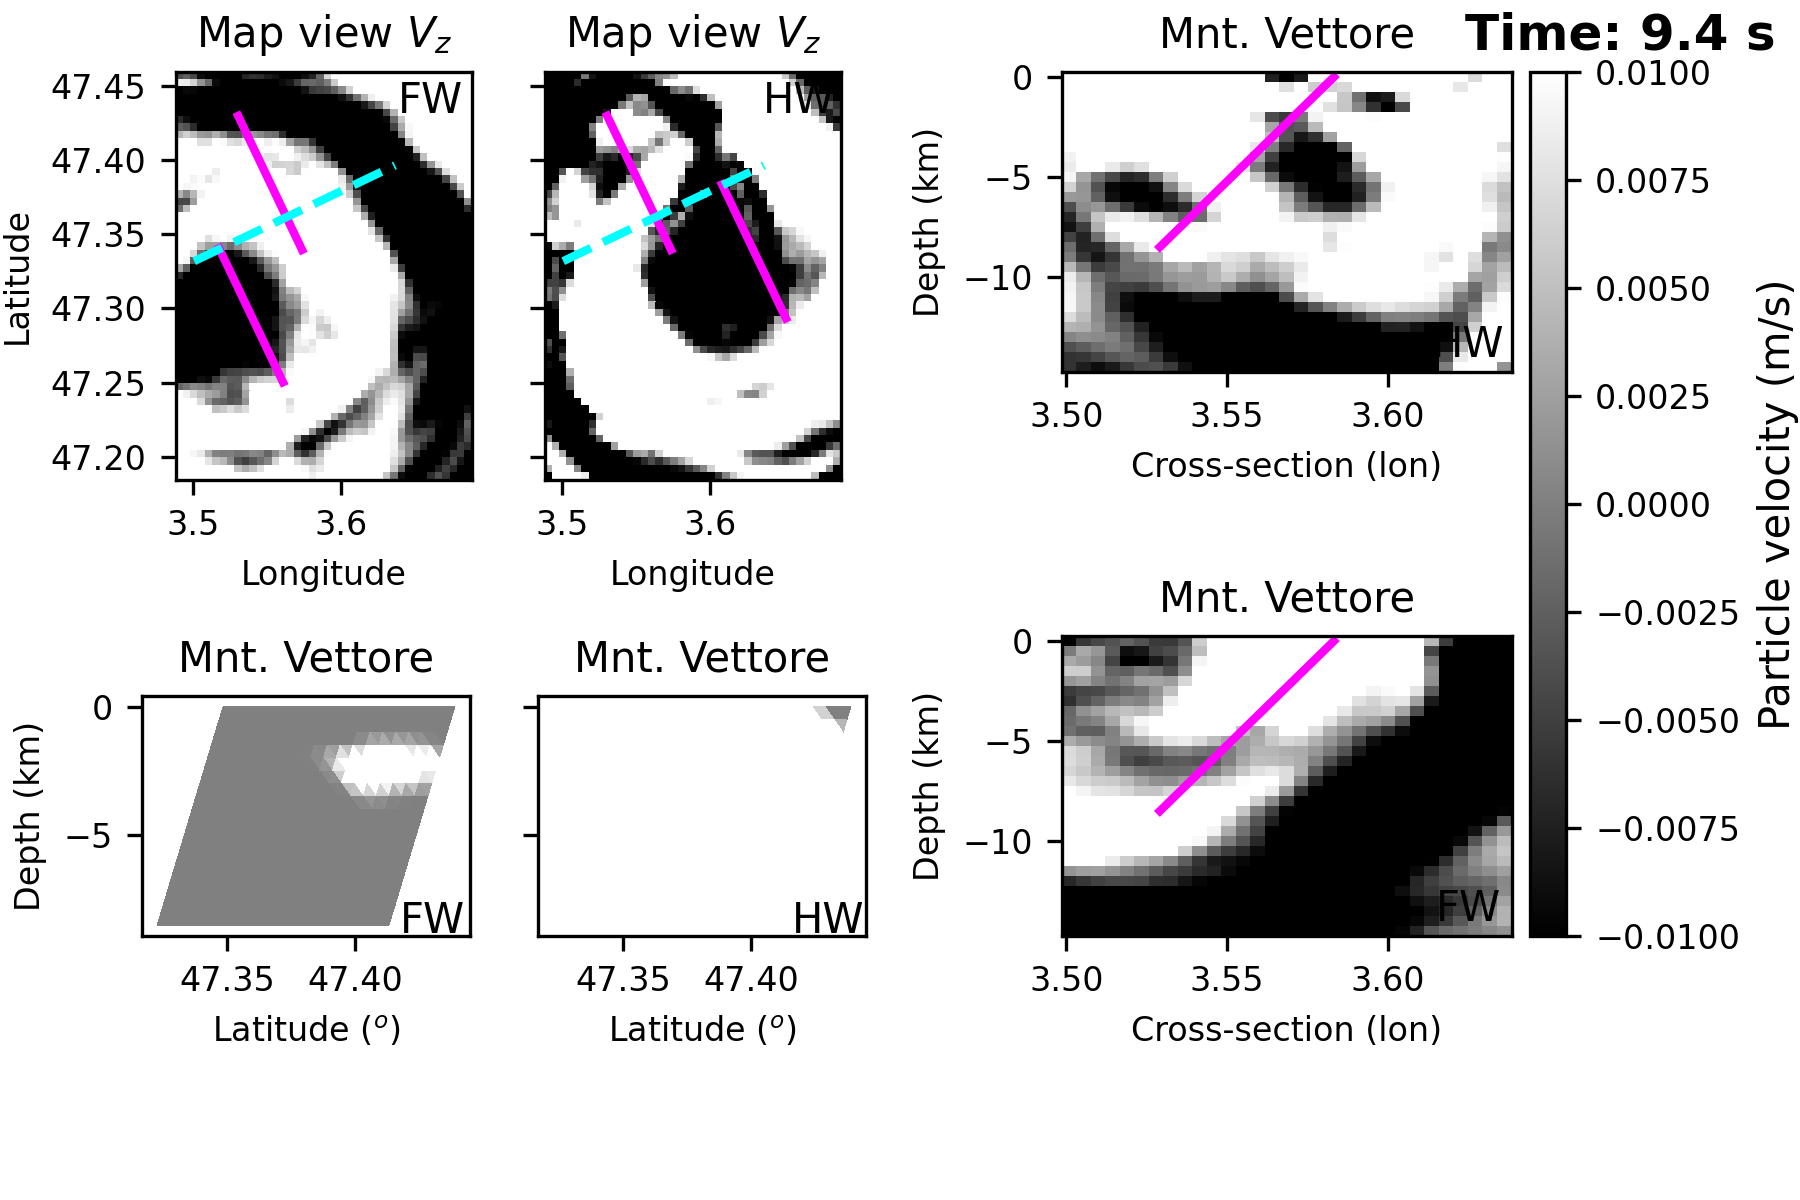 Map view Vz
Map view Vz
Mnt. Vettore
Time: 9.4 s
47.45
47.40
47.35
47.30
47.25
47.20
Latitude
FW
3.5
3.6
Longitude
HW
3.5
3.6
Longitude
0
−5
−10
Depth (km)
HW
3.50
3.55
3.60
Cross-section (lon)
0.0100
0.0075
0.0050
0.0025
0.0000
−0.0025
−0.0050
−0.0075
−0.0100
Particle velocity (m/s)
Mnt. Vettore
0
−5
Depth (km)
FW
47.35
47.40
Latitude (o)
Mnt. Vettore
HW
47.35
47.40
Latitude (o)
Mnt. Vettore
0
−5
−10
Depth (km)
FW
3.50
3.55
3.60
Cross-section (lon)